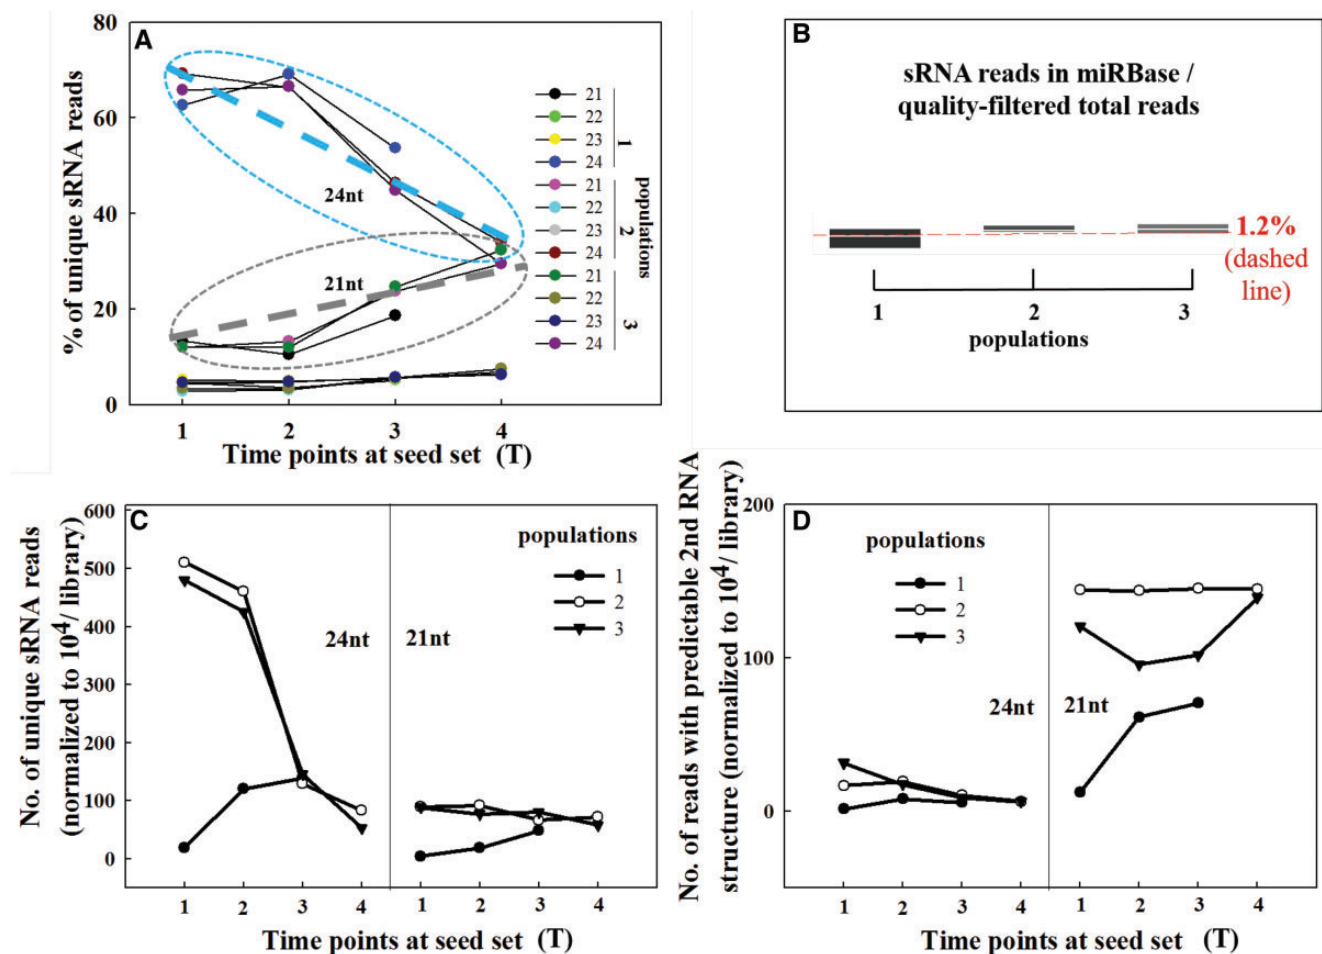 A
% of unique sRNA reads
80
60
40
20
0
24nt
21nt
1
2
3
4
Time points at seed set (T)
21
22
23
24
21
22
23
24
21
22
23
24
1
2
3
populations
B
sRNA reads in miRBase /
quality-filtered total reads
1.2%
(dashed
line)
1
2
3
populations
C
No. of unique sRNA reads
(normalized to 10⁴/ library)
600
500
400
300
200
100
0
populations
1
2
3
24nt
21nt
1 2 3 4 1 2 3 4
Time points at seed set (T)
D
No. of reads with predictable 2nd RNA
structure (normalized to 10⁴/ library)
200
100
0
populations
1
2
3
24nt
21nt
1 2 3 4 1 2 3 4
Time points at seed set (T)